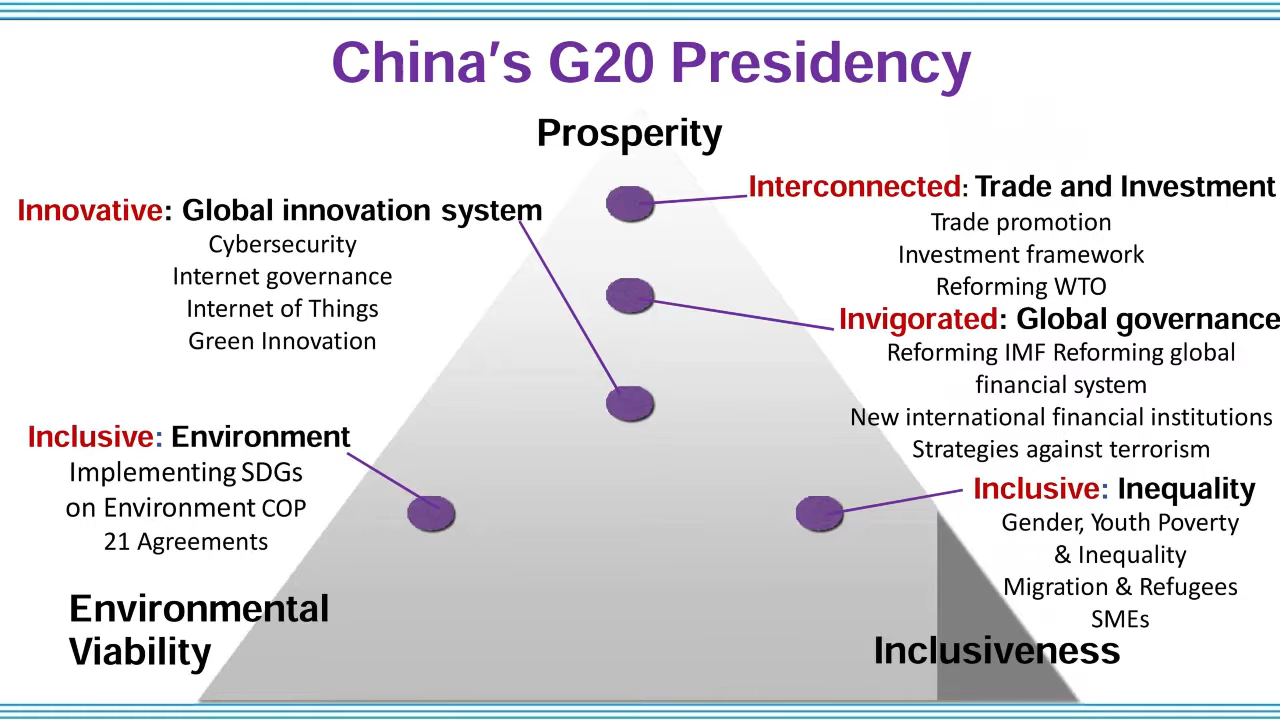 China's G20 Presidency
Prosperity
Innovative: Global innovation system
Cybersecurity
Internet governance
Internet of Things
Green Innovation
Interconnected: Trade and Investment
Trade promotion
Investment framework
Reforming WTO
Invigorated: Global governance
Reforming IMF Reforming global
financial system
New international financial institutions
Strategies against terrorism
Inclusive: Environment
Implementing SDGs
on Environment COP
21 Agreements
Inclusive: Inequality
Gender, Youth Poverty
& Inequality
Migration & Refugees
SMEs
Environmental
Viability
Inclusiveness